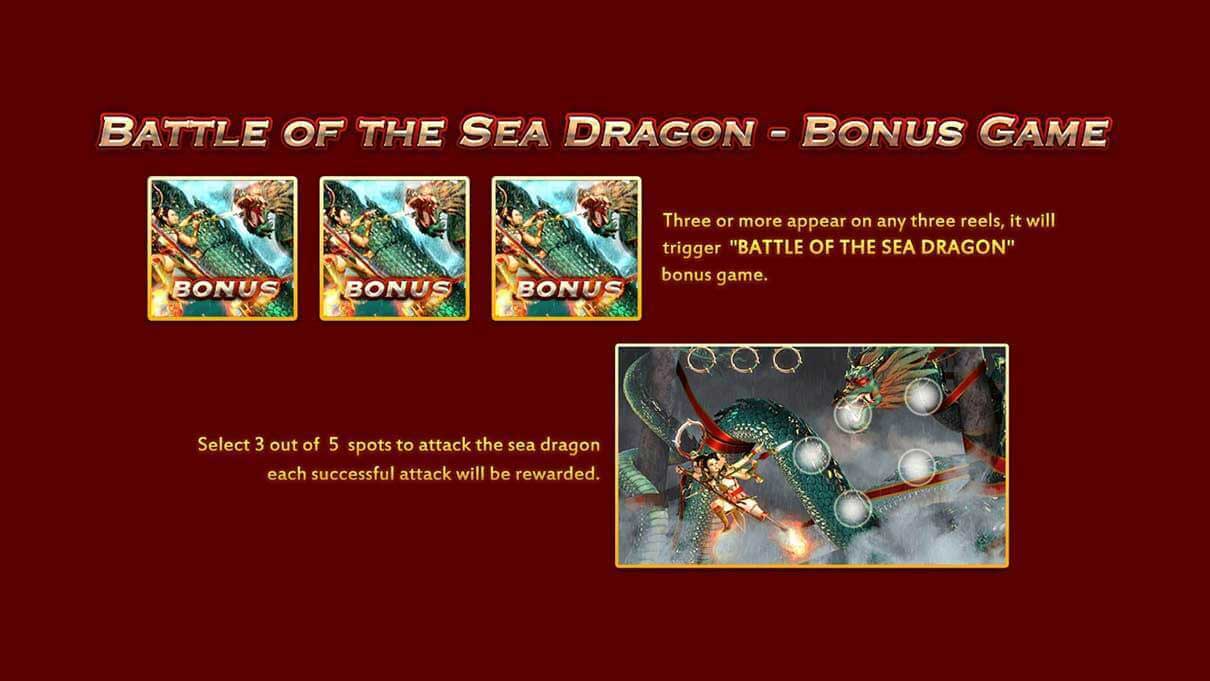 BATTLE OF THE SEA DRAGON - BONUS GAME
BONUS BONUS BONUS
Three or more appear on any three reels, it will
trigger "BATTLE OF THE SEA DRAGON"
bonus game.
Select 3 out of 5 spots to attack the sea dragon
each successful attack will be rewarded.